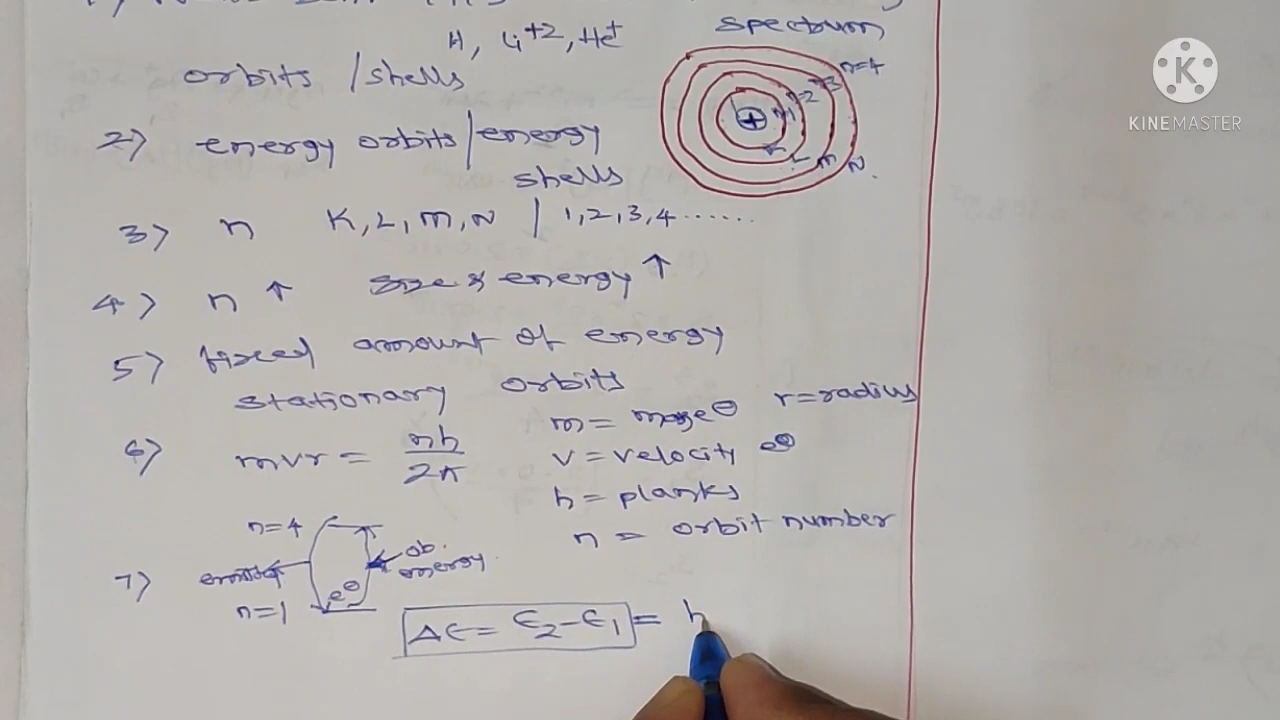 H, Li+2, He+
spectrum
orbits / shells
n=4
n=3
n=2
n=1
+
K L M N.
2) energy orbits / energy
shells
3) n K, L, M, N | 1, 2, 3, 4 ......
4) n ↑ size & energy ↑
5) fixed amount of energy
stationary orbits
6) mvr = nh/2π
m = mass e⊖ r = radius
v = velocity e⊖
h = planks
n = orbit number
7)
n=4
ab.
energy
e⊖
n=1
ΔE = E2 - E1 = h
K
KINEMASTER